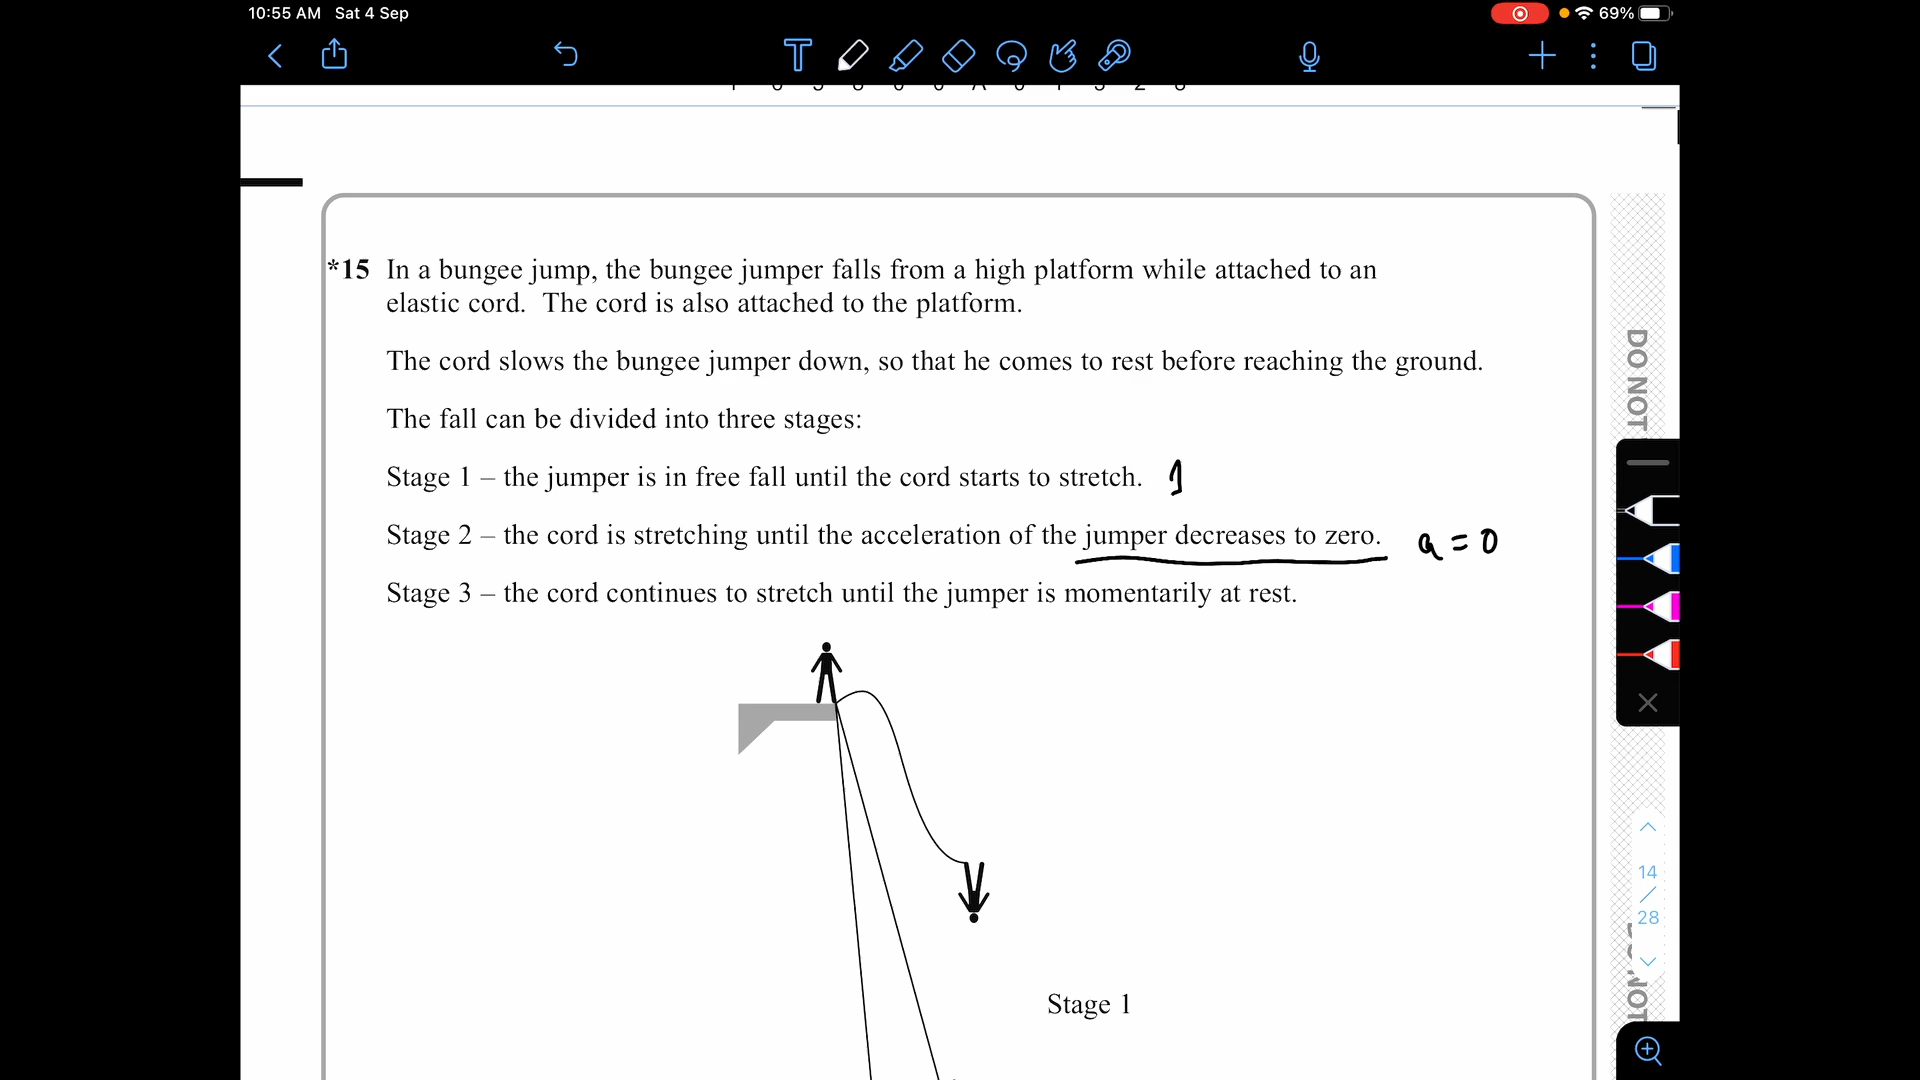 10:55 AM Sat 4 Sep
69%
*15 In a bungee jump, the bungee jumper falls from a high platform while attached to an
elastic cord. The cord is also attached to the platform.
The cord slows the bungee jumper down, so that he comes to rest before reaching the ground.
The fall can be divided into three stages:
Stage 1 – the jumper is in free fall until the cord starts to stretch. 1
Stage 2 – the cord is stretching until the acceleration of the jumper decreases to zero. a = 0
Stage 3 – the cord continues to stretch until the jumper is momentarily at rest.
Stage 1
DO NOT
14
28